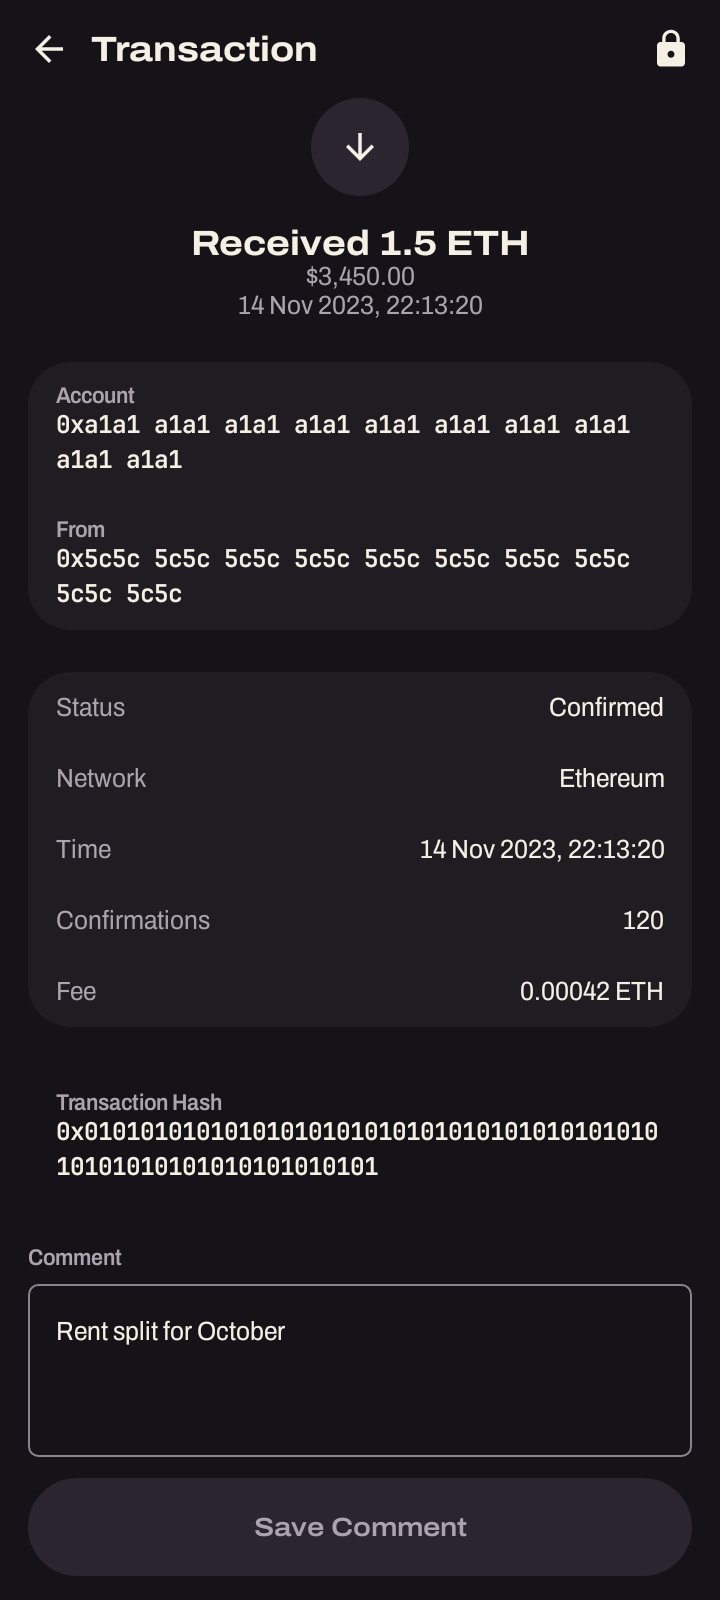 Transaction
Received 1.5 ETH
$3,450.00
14 Nov 2023, 22:13:20
Account
0xa1a1 a1a1 a1a1 a1a1 a1a1 a1a1 a1a1 a1a1
a1a1 a1a1
From
0x5c5c 5c5c 5c5c 5c5c 5c5c 5c5c 5c5c 5c5c
5c5c 5c5c
Status Confirmed
Network Ethereum
Time 14 Nov 2023, 22:13:20
Confirmations 120
Fee 0.00042 ETH
Transaction Hash
0x01010101010101010101010101010101010101010
10101010101010101010101
Comment
Rent split for October
Save Comment